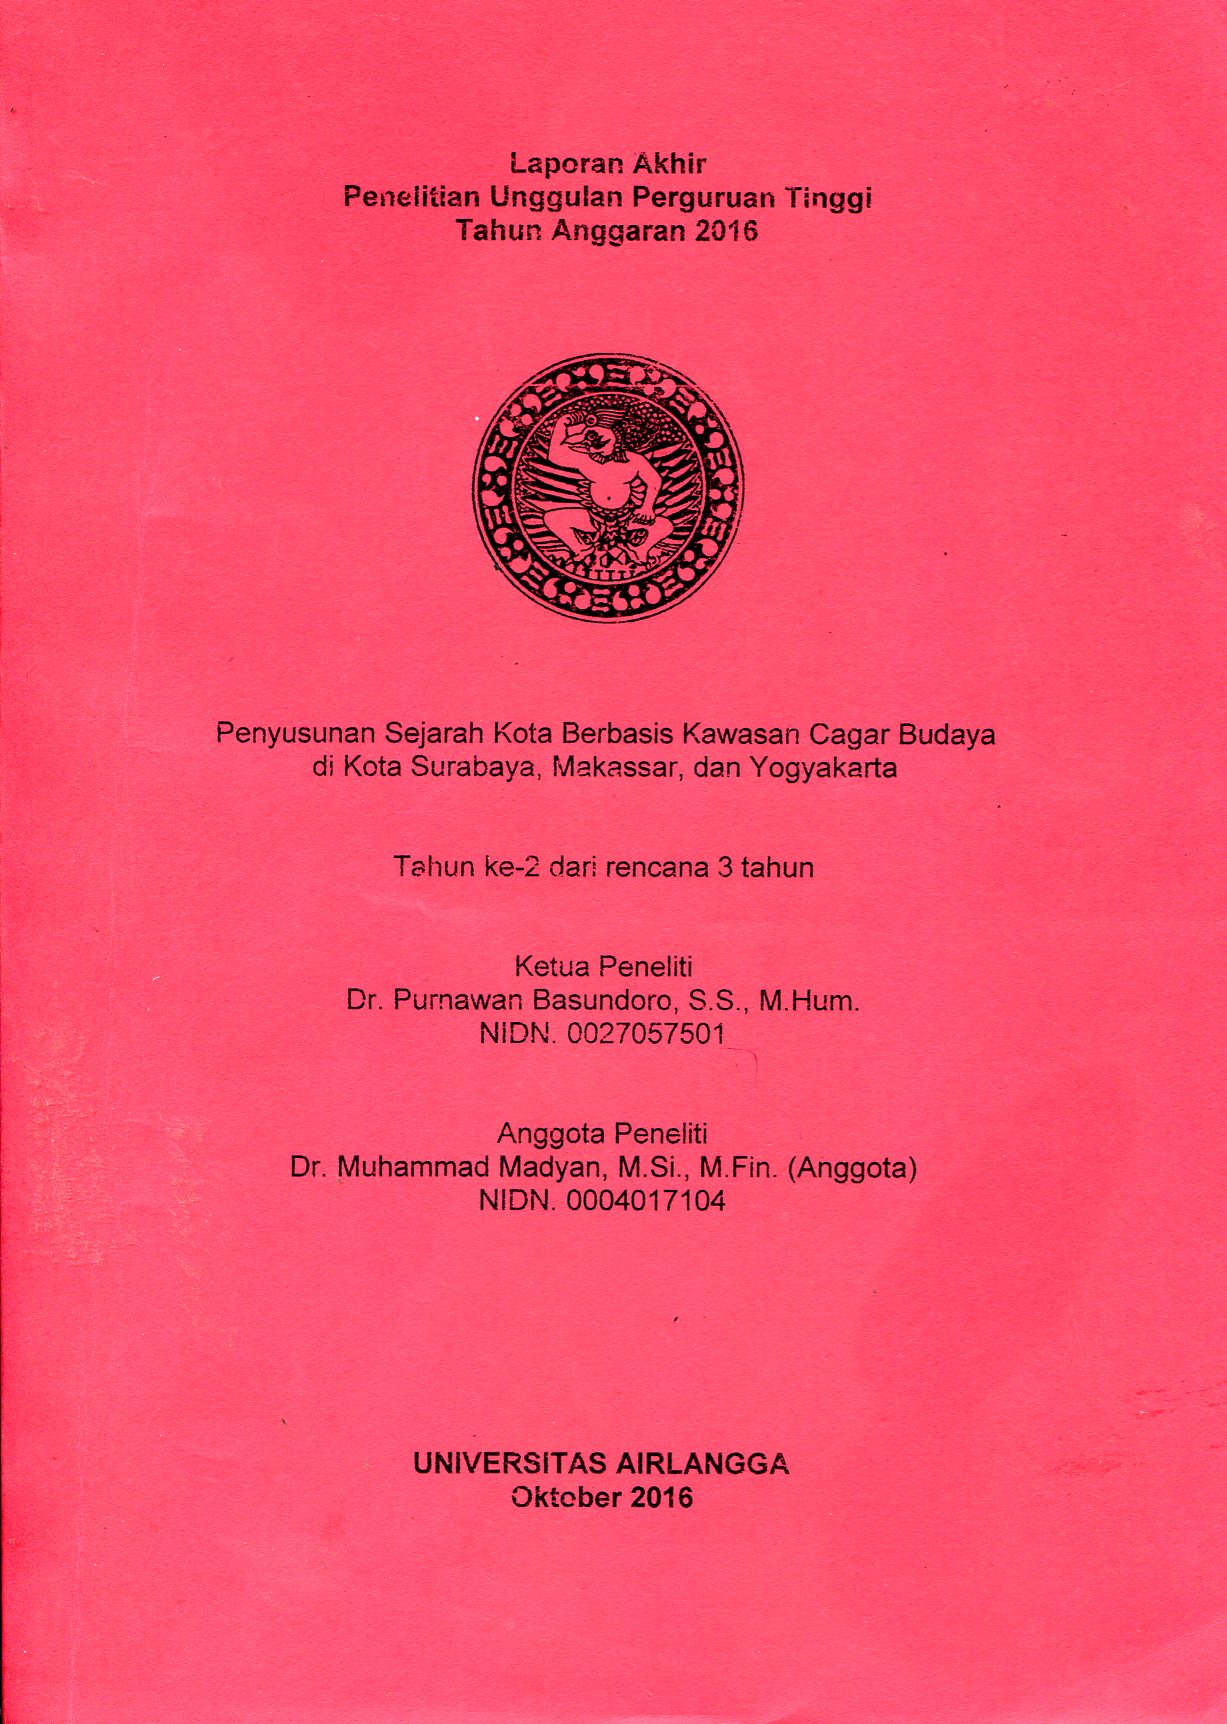 Laporan Akhir
Penelitian Unggulan Perguruan Tinggi
Tahun Anggaran 2016
Penyusunan Sejarah Kota Berbasis Kawasan Cagar Budaya
di Kota Surabaya, Makassar, dan Yogyakarta
Tahun ke-2 dari rencana 3 tahun
Ketua Peneliti
Dr. Purnawan Basundoro, S.S., M.Hum.
NIDN. 0027057501
Anggota Peneliti
Dr. Muhammad Madyan, M.Si., M.Fin. (Anggota)
NIDN. 0004017104
UNIVERSITAS AIRLANGGA
Oktober 2016